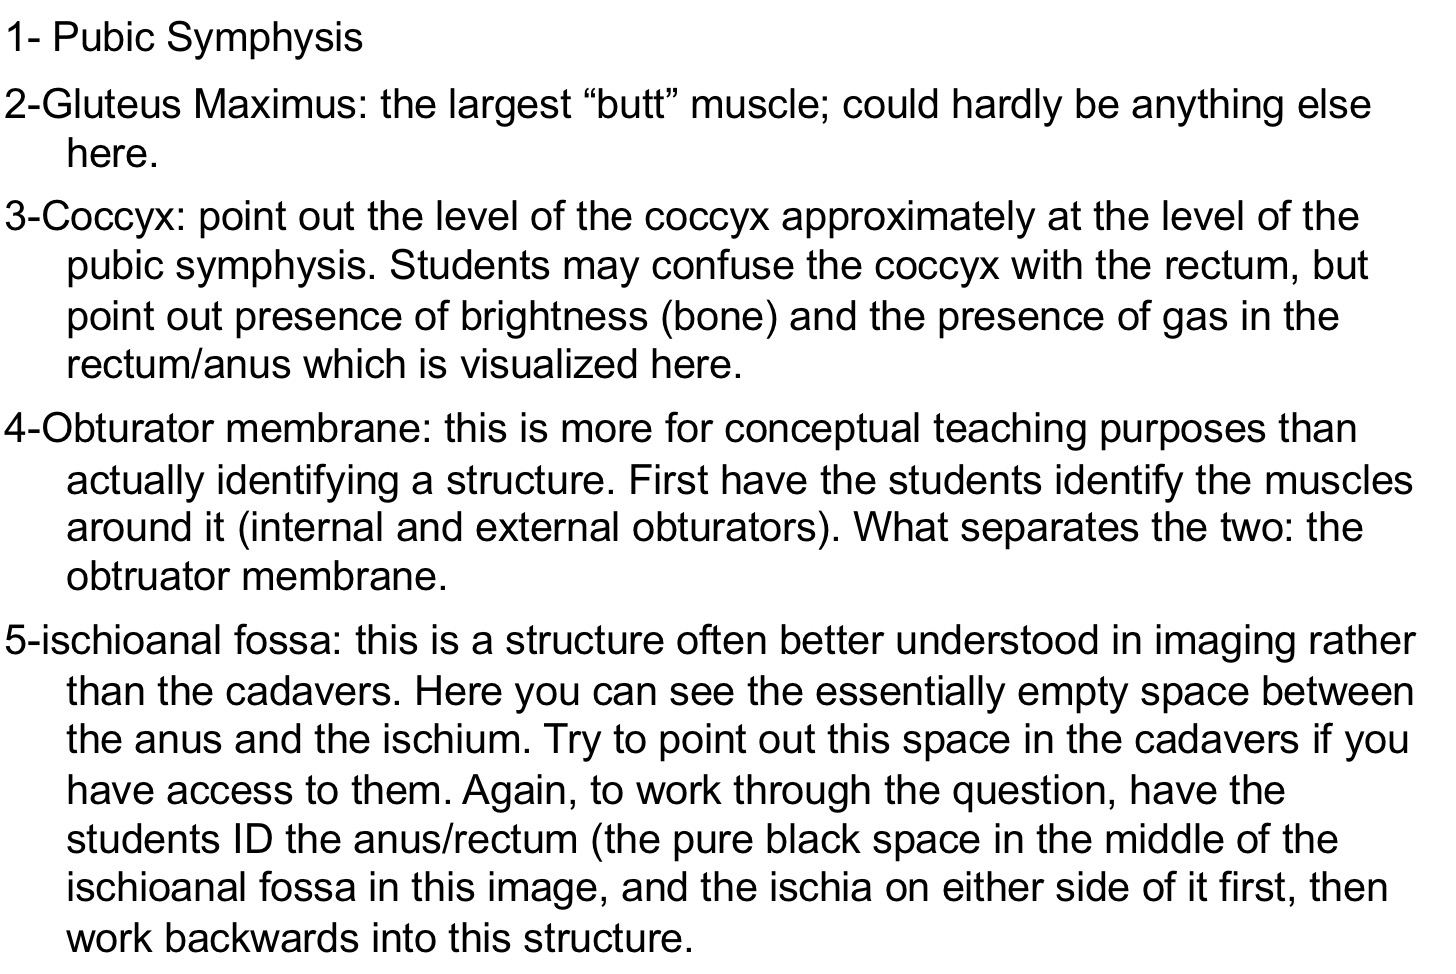 1- Pubic Symphysis
2-Gluteus Maximus: the largest “butt” muscle; could hardly be anything else
here.
3-Coccyx: point out the level of the coccyx approximately at the level of the
pubic symphysis. Students may confuse the coccyx with the rectum, but
point out presence of brightness (bone) and the presence of gas in the
rectum/anus which is visualized here.
4-Obturator membrane: this is more for conceptual teaching purposes than
actually identifying a structure. First have the students identify the muscles
around it (internal and external obturators). What separates the two: the
obtruator membrane.
5-ischioanal fossa: this is a structure often better understood in imaging rather
than the cadavers. Here you can see the essentially empty space between
the anus and the ischium. Try to point out this space in the cadavers if you
have access to them. Again, to work through the question, have the
students ID the anus/rectum (the pure black space in the middle of the
ischioanal fossa in this image, and the ischia on either side of it first, then
work backwards into this structure.